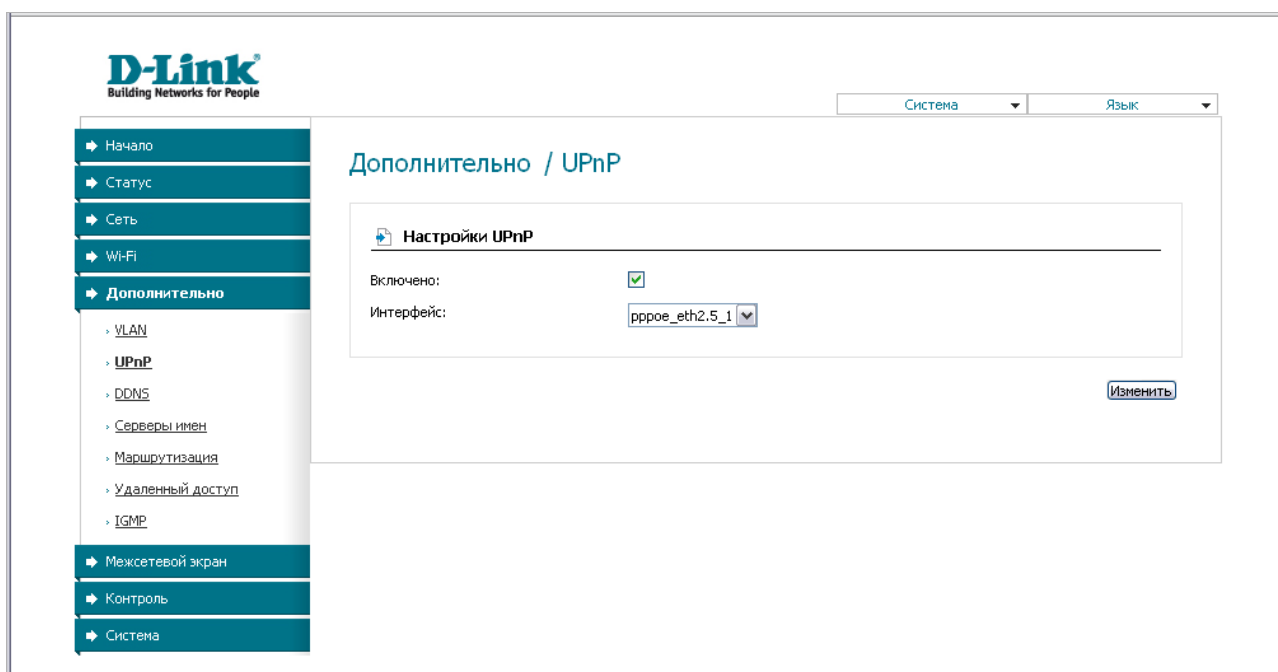 D-Link
Building Networks for People
Система
Язык
Начало
Статус
Сеть
Wi-Fi
Дополнительно
VLAN
UPnP
DDNS
Серверы имен
Маршрутизация
Удаленный доступ
IGMP
Межсетевой экран
Контроль
Система
Дополнительно / UPnP
Настройки UPnP
Включено:
Интерфейс: pppoe_eth2.5_1
Изменить